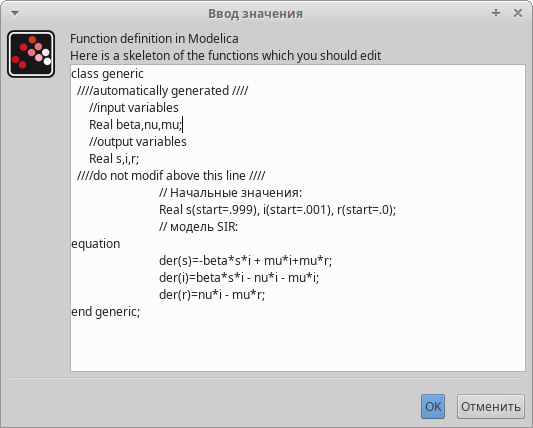 Ввод значения
Function definition in Modelica
Here is a skeleton of the functions which you should edit
class generic
////automatically generated ////
//input variables
Real beta,nu,mu;
//output variables
Real s,i,r;
////do not modif above this line ////
// Начальные значения:
Real s(start=.999), i(start=.001), r(start=.0);
// модель SIR:
equation
der(s)=-beta*s*i + mu*i+mu*r;
der(i)=beta*s*i - nu*i - mu*i;
der(r)=nu*i - mu*r;
end generic;
OK Отменить